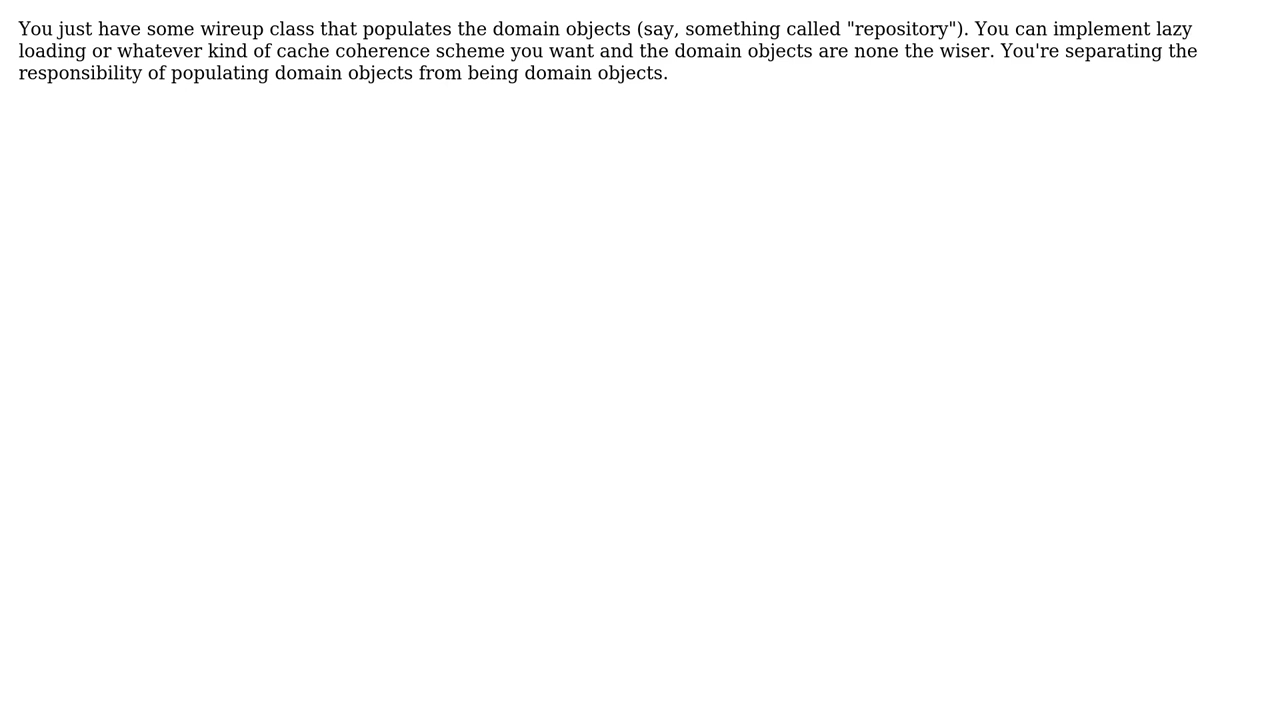 You just have some wireup class that populates the domain objects (say, something called "repository"). You can implement lazy
loading or whatever kind of cache coherence scheme you want and the domain objects are none the wiser. You're separating the
responsibility of populating domain objects from being domain objects.